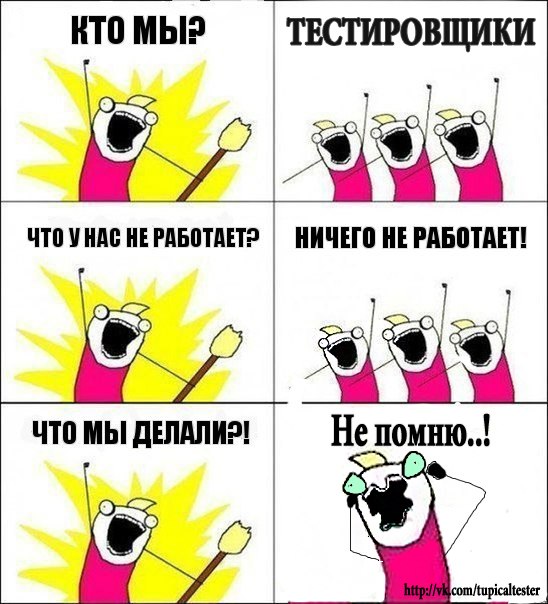 КТО МЫ?
ТЕСТИРОВЩИКИ
ЧТО У НАС НЕ РАБОТАЕТ?
НИЧЕГО НЕ РАБОТАЕТ!
ЧТО МЫ ДЕЛАЛИ?!
Не помню..!
http://vk.com/tupicaltester